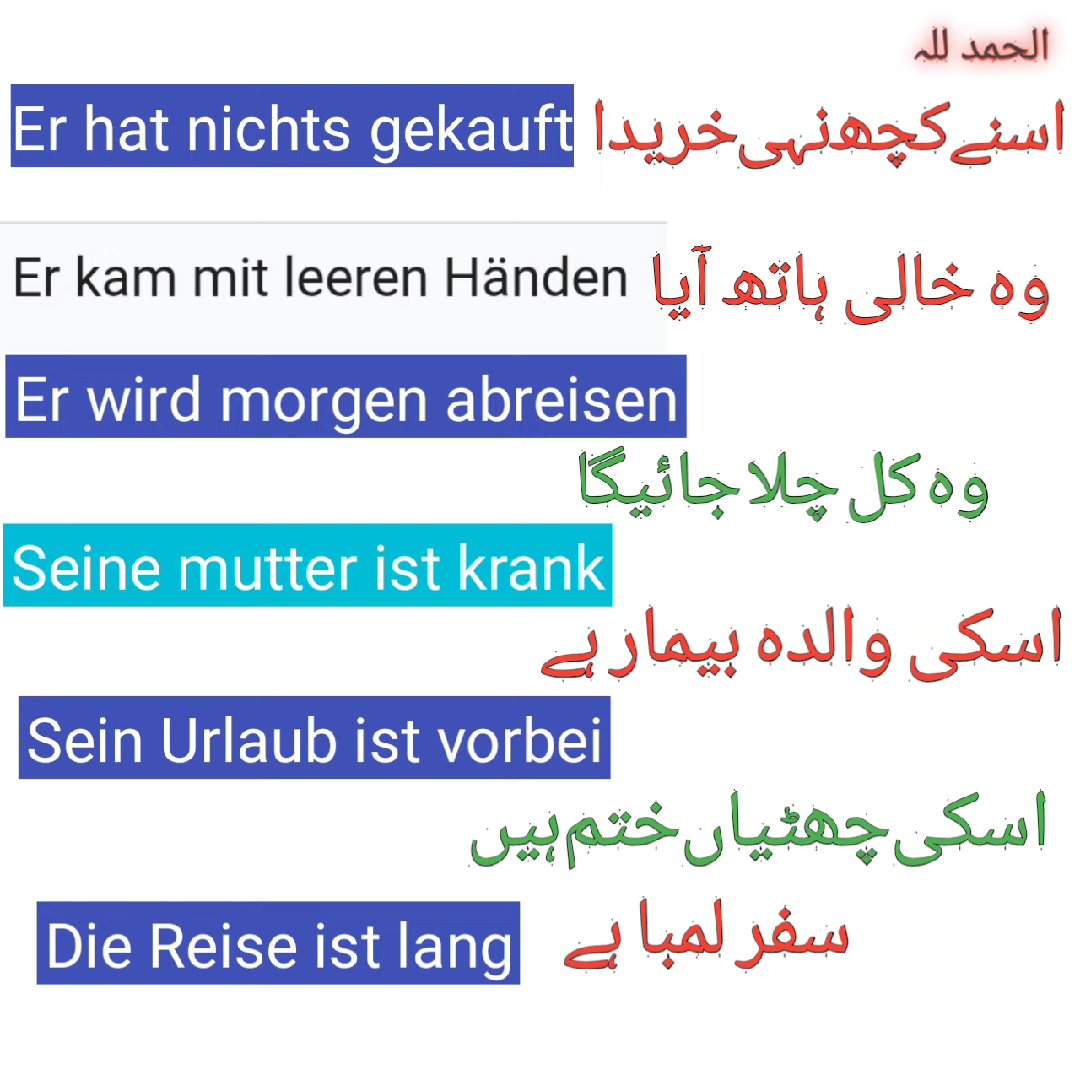 الحمد للہ
Er hat nichts gekauft
اسنے کچھ نہی خریدا
Er kam mit leeren Händen
وہ خالی ہاتھ آیا
Er wird morgen abreisen
وہ کل چلا جائیگا
Seine mutter ist krank
اسکی والدہ بیمار ہے
Sein Urlaub ist vorbei
اسکی چھٹیاں ختم ہیں
Die Reise ist lang
سفر لمبا ہے